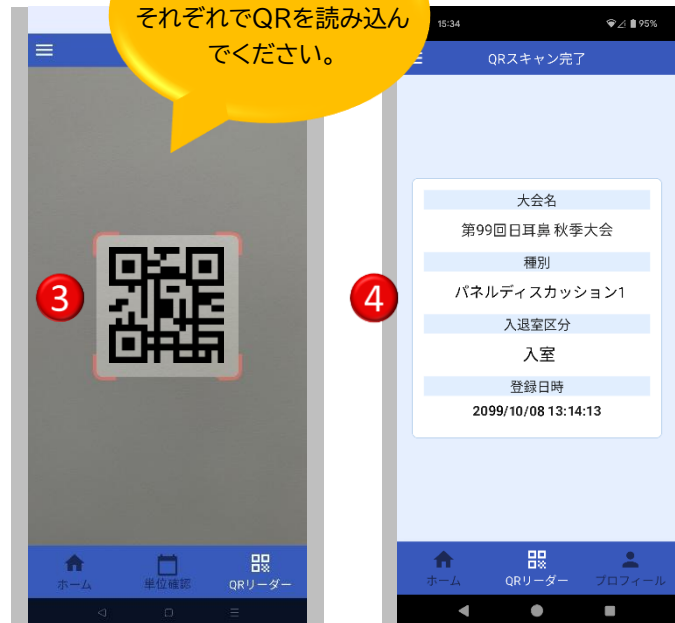 それぞれでQRを読み込ん
でください。
3
ホーム
単位確認
QRリーダー
4
15:34
95%
QRスキャン完了
大会名
第99回日耳鼻 秋季大会
種別
パネルディスカッション1
入退室区分
入室
登録日時
2099/10/08 13:14:13
ホーム
QRリーダー
プロフィール